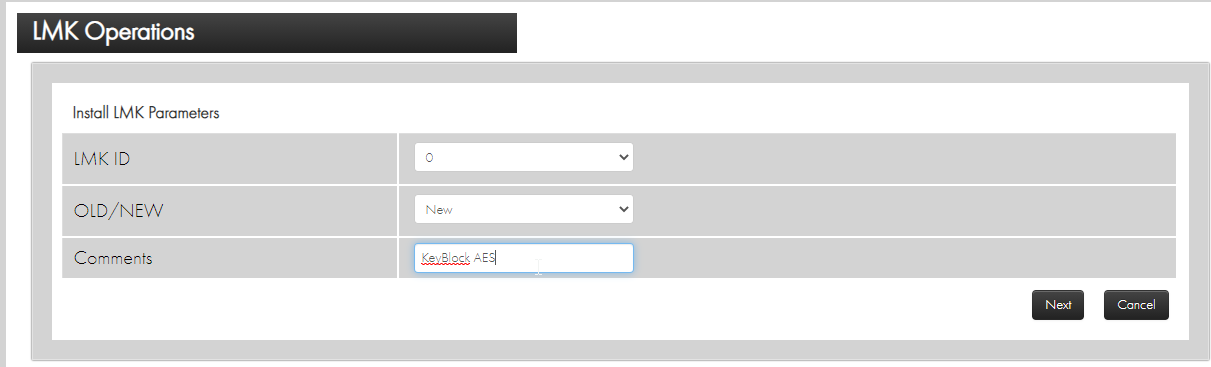 LMK Operations
Install LMK Parameters
LMK ID
0
OLD/NEW
New
Comments
KeyBlock AES
Next Cancel